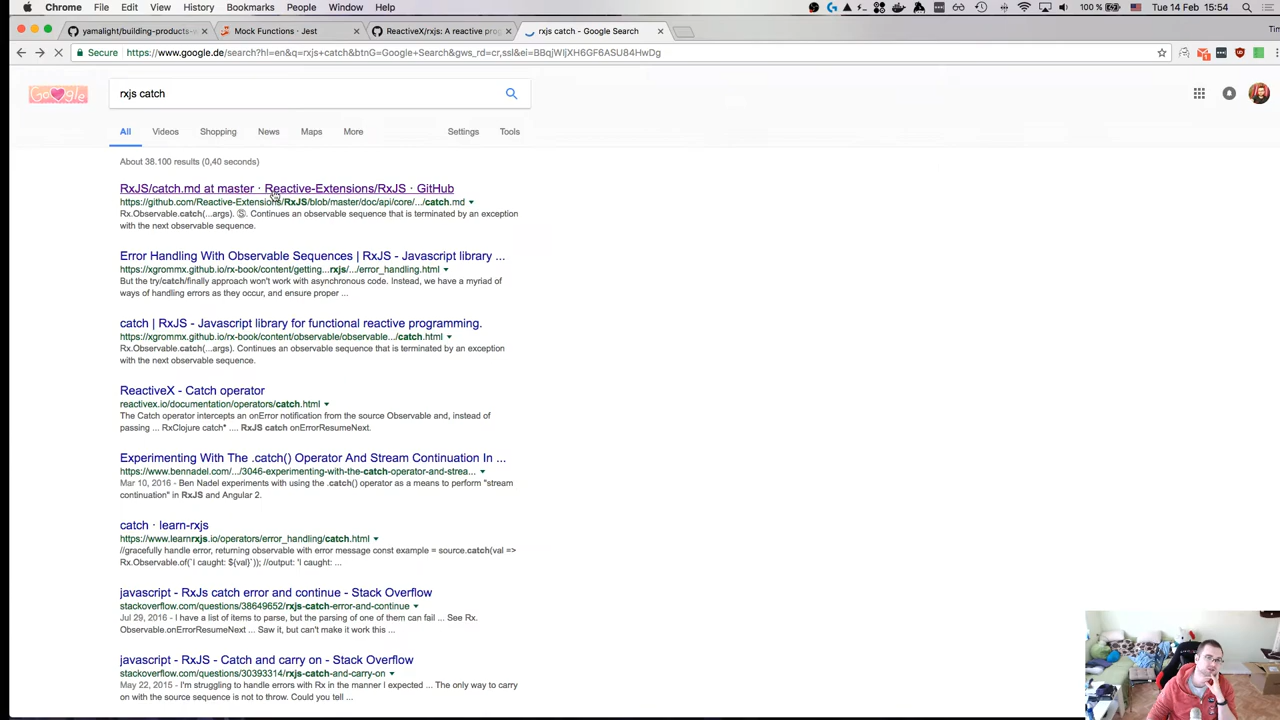 Chrome File Edit View History Bookmarks People Window Help
100 % Tue 14 Feb 15:54
yamalight/building-products-w
Mock Functions · Jest
ReactiveX/rxjs: A reactive prog
rxjs catch - Google Search
Secure https://www.google.de/search?hl=en&q=rxjs+catch&btnG=Google+Search&gws_rd=cr,ssl&ei=BBqjWIjXH6GF6ASU84HwDg
Google rxjs catch
All Videos Shopping News Maps More Settings Tools
About 38.100 results (0,40 seconds)
RxJS/catch.md at master · Reactive-Extensions/RxJS · GitHub
https://github.com/Reactive-Extensions/RxJS/blob/master/doc/api/core/.../catch.md
Rx.Observable.catch(...args). Ⓢ. Continues an observable sequence that is terminated by an exception
with the next observable sequence.
Error Handling With Observable Sequences | RxJS - Javascript library ...
https://xgrommx.github.io/rx-book/content/getting...rxjs/.../error_handling.html
But the try/catch/finally approach won't work with asynchronous code. Instead, we have a myriad of
ways of handling errors as they occur, and ensure proper ...
catch | RxJS - Javascript library for functional reactive programming.
https://xgrommx.github.io/rx-book/content/observable/observable.../catch.html
Rx.Observable.catch(...args). Continues an observable sequence that is terminated by an exception
with the next observable sequence.
ReactiveX - Catch operator
reactivex.io/documentation/operators/catch.html
The Catch operator intercepts an onError notification from the source Observable and, instead of
passing ... RxClojure catch* .... RxJS catch onErrorResumeNext.
Experimenting With The .catch() Operator And Stream Continuation In ...
https://www.bennadel.com/.../3046-experimenting-with-the-catch-operator-and-strea...
Mar 10, 2016 - Ben Nadel experiments with using the .catch() operator as a means to perform "stream
continuation" in RxJS and Angular 2.
catch · learn-rxjs
https://www.learnrxjs.io/operators/error_handling/catch.html
//gracefully handle error, returning observable with error message const example = source.catch(val =>
Rx.Observable.of(`I caught: ${val}`)); //output: 'I caught: ...
javascript - RxJs catch error and continue - Stack Overflow
stackoverflow.com/questions/38649652/rxjs-catch-error-and-continue
Jul 29, 2016 - I have a list of items to parse, but the parsing of one of them can fail ... See Rx.
Observable.onErrorResumeNext ... Saw it, but can't make it work this ...
javascript - RxJS - Catch and carry on - Stack Overflow
stackoverflow.com/questions/30393314/rxjs-catch-and-carry-on
May 22, 2015 - I'm struggling to handle errors with Rx in the manner I expected ... The only way to carry
on with the source sequence is not to throw. Could you tell ...